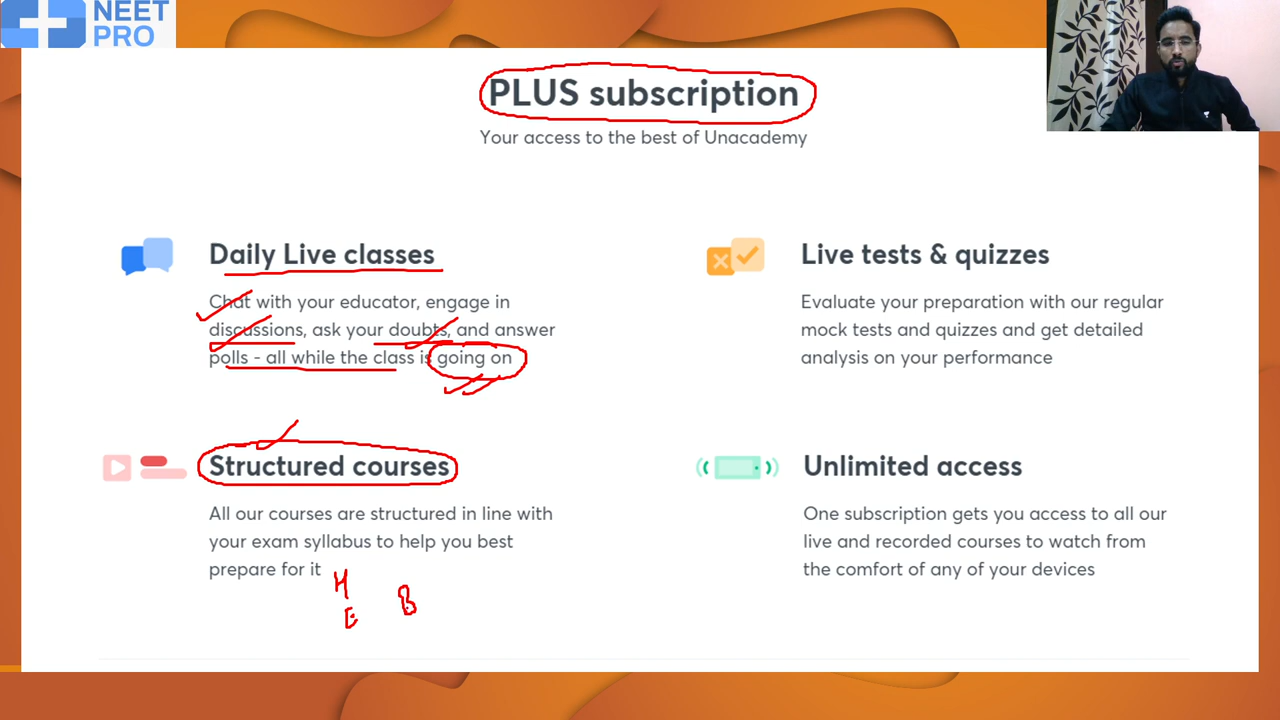 NEET
PRO
PLUS subscription
Your access to the best of Unacademy
Daily Live classes
Chat with your educator, engage in
discussions, ask your doubts, and answer
polls - all while the class is going on
Live tests & quizzes
Evaluate your preparation with our regular
mock tests and quizzes and get detailed
analysis on your performance
Structured courses
All our courses are structured in line with
your exam syllabus to help you best
prepare for it
H
E
B
Unlimited access
One subscription gets you access to all our
live and recorded courses to watch from
the comfort of any of your devices